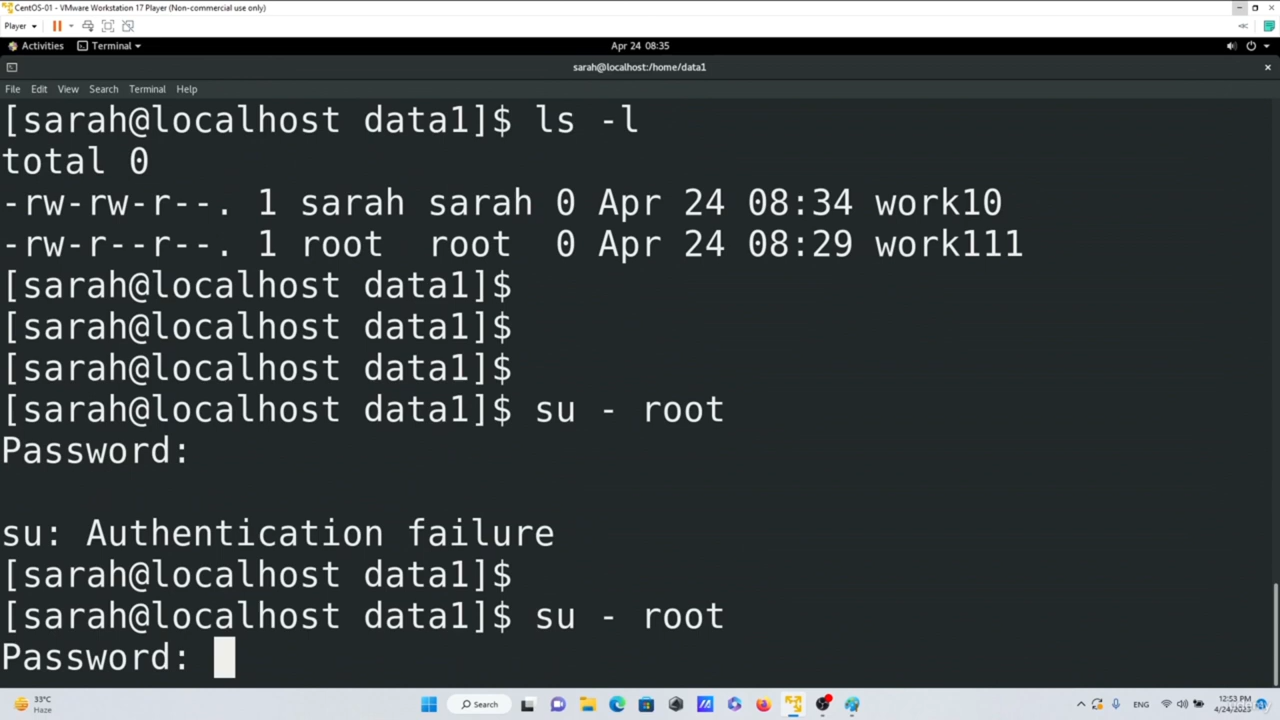 CentOS-01 - VMware Workstation 17 Player (Non-commercial use only)
Player
Activities Terminal Apr 24 08:35
sarah@localhost:/home/data1
File Edit View Search Terminal Help
[sarah@localhost data1]$ ls -l
total 0
-rw-rw-r--. 1 sarah sarah 0 Apr 24 08:34 work10
-rw-r--r--. 1 root root 0 Apr 24 08:29 work111
[sarah@localhost data1]$
[sarah@localhost data1]$
[sarah@localhost data1]$
[sarah@localhost data1]$ su - root
Password:
su: Authentication failure
[sarah@localhost data1]$
[sarah@localhost data1]$ su - root
Password:
33°C
Haze
Search
ENG
12:53 PM
4/24/2023